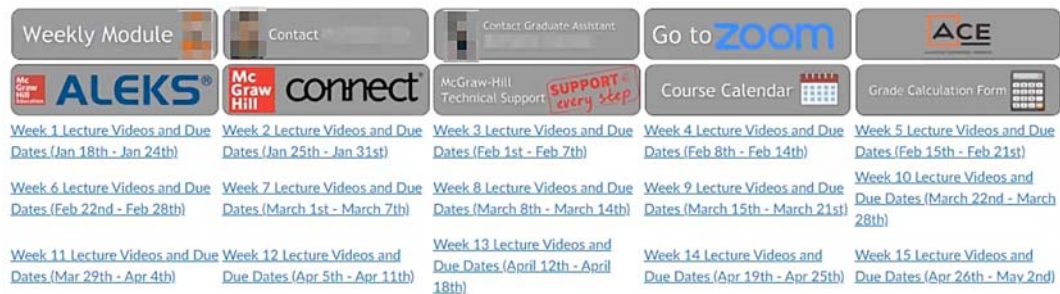 Weekly Module
Contact
Contact Graduate Assistant
Go to zoom
ACE
Mc
Graw
Hill
Education
ALEKS®
Mc
Graw
Hill
connect
McGraw-Hill
Technical Support
SUPPORT
every step
Course Calendar
Grade Calculation Form
Week 1 Lecture Videos and Due
Dates (Jan 18th - Jan 24th)
Week 2 Lecture Videos and Due
Dates (Jan 25th - Jan 31st)
Week 3 Lecture Videos and Due
Dates (Feb 1st - Feb 7th)
Week 4 Lecture Videos and Due
Dates (Feb 8th - Feb 14th)
Week 5 Lecture Videos and Due
Dates (Feb 15th - Feb 21st)
Week 6 Lecture Videos and Due
Dates (Feb 22nd - Feb 28th)
Week 7 Lecture Videos and Due
Dates (March 1st - March 7th)
Week 8 Lecture Videos and Due
Dates (March 8th - March 14th)
Week 9 Lecture Videos and Due
Dates (March 15th - March 21st)
Week 10 Lecture Videos and
Due Dates (March 22nd - March
28th)
Week 11 Lecture Videos and Due
Dates (Mar 29th - Apr 4th)
Week 12 Lecture Videos and
Due Dates (Apr 5th - Apr 11th)
Week 13 Lecture Videos and
Due Dates (April 12th - April
18th)
Week 14 Lecture Videos and
Due Dates (Apr 19th - Apr 25th)
Week 15 Lecture Videos and
Due Dates (Apr 26th - May 2nd)